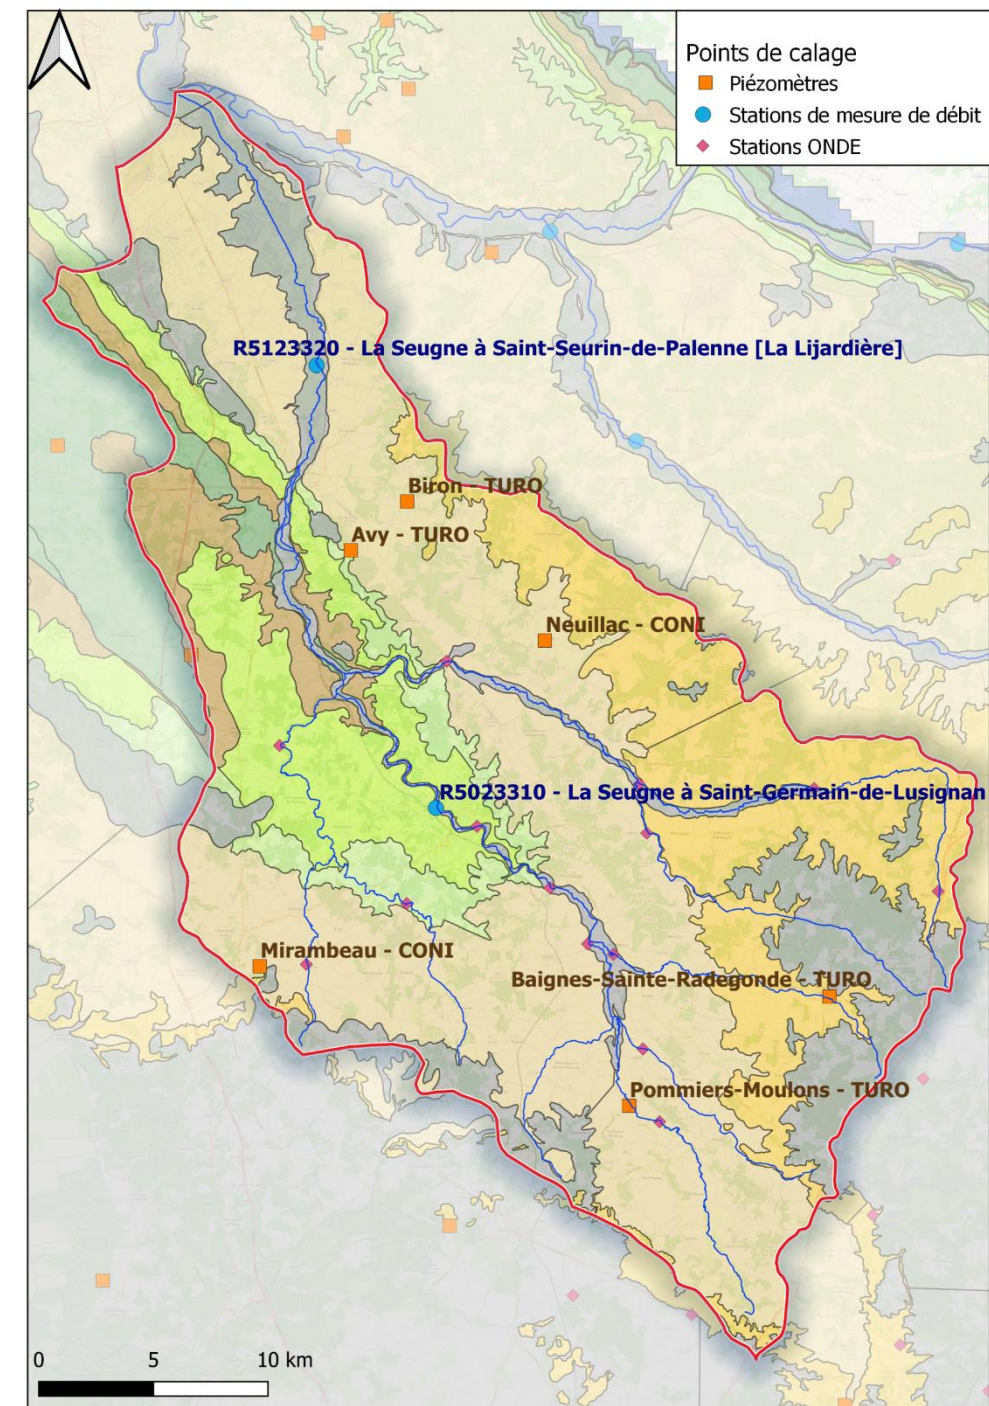 Points de calage
Piézomètres
Stations de mesure de débit
Stations ONDE
R5123320 - La Seugne à Saint-Seurin-de-Palenne [La Lijardière]
Biron - TURO
Avy - TURO
Neuillac - CONI
R5023310 - La Seugne à Saint-Germain-de-Lusignan
Mirambeau - CONI
Baignes-Sainte-Radegonde - TURO
Pommiers-Moulons - TURO
0 5 10 km